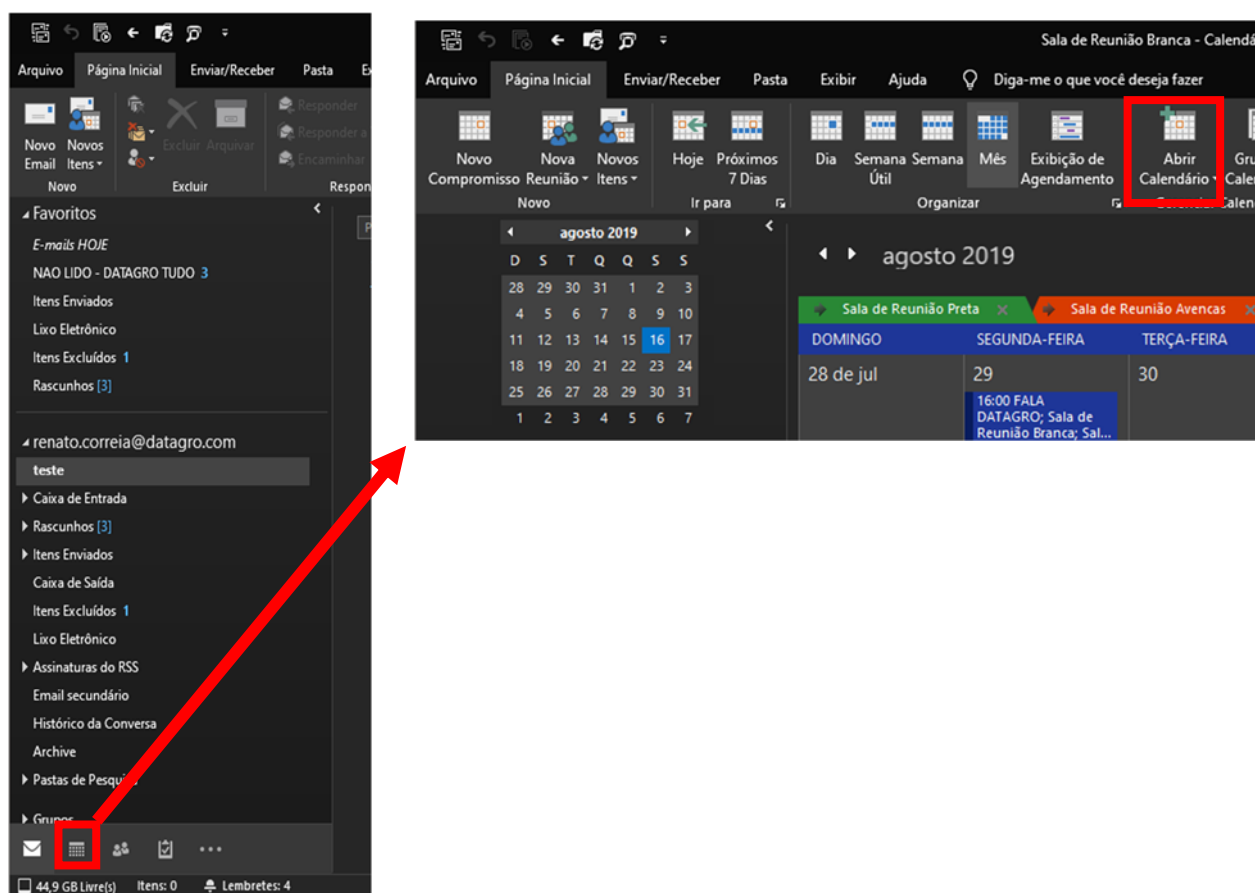 Arquivo Página Inicial Enviar/Receber Pasta
Responder
Responder a
Encaminhar
Novo Email
Novos Itens
Excluir Arquivar
Novo Excluir Respon
Favoritos
E-mails HOJE
NAO LIDO - DATAGRO TUDO 3
Itens Enviados
Lixo Eletrônico
Itens Excluídos 1
Rascunhos [3]
renato.correia@datagro.com
teste
Caixa de Entrada
Rascunhos [3]
Itens Enviados
Caixa de Saída
Itens Excluídos 1
Lixo Eletrônico
Assinaturas do RSS
Email secundário
Histórico da Conversa
Archive
Pastas de Pesqui
Grupos
44,9 GB Livre(s) Itens: 0 Lembretes: 4
Sala de Reunião Branca - Calendá
Arquivo Página Inicial Enviar/Receber Pasta Exibir Ajuda Diga-me o que você deseja fazer
Novo Compromisso
Nova Reunião
Novos Itens
Hoje
Próximos 7 Dias
Dia
Semana Útil
Semana
Mês
Exibição de Agendamento
Abrir Calendário
Gru
Calen
Novo Ir para Organizar Gerenciar Calen
agosto 2019
D S T Q Q S S
28 29 30 31 1 2 3
4 5 6 7 8 9 10
11 12 13 14 15 16 17
18 19 20 21 22 23 24
25 26 27 28 29 30 31
1 2 3 4 5 6 7
agosto 2019
Sala de Reunião Preta Sala de Reunião Avencas
DOMINGO SEGUNDA-FEIRA TERÇA-FEIRA
28 de jul 29 30
16:00 FALA
DATAGRO; Sala de
Reunião Branca; Sal...